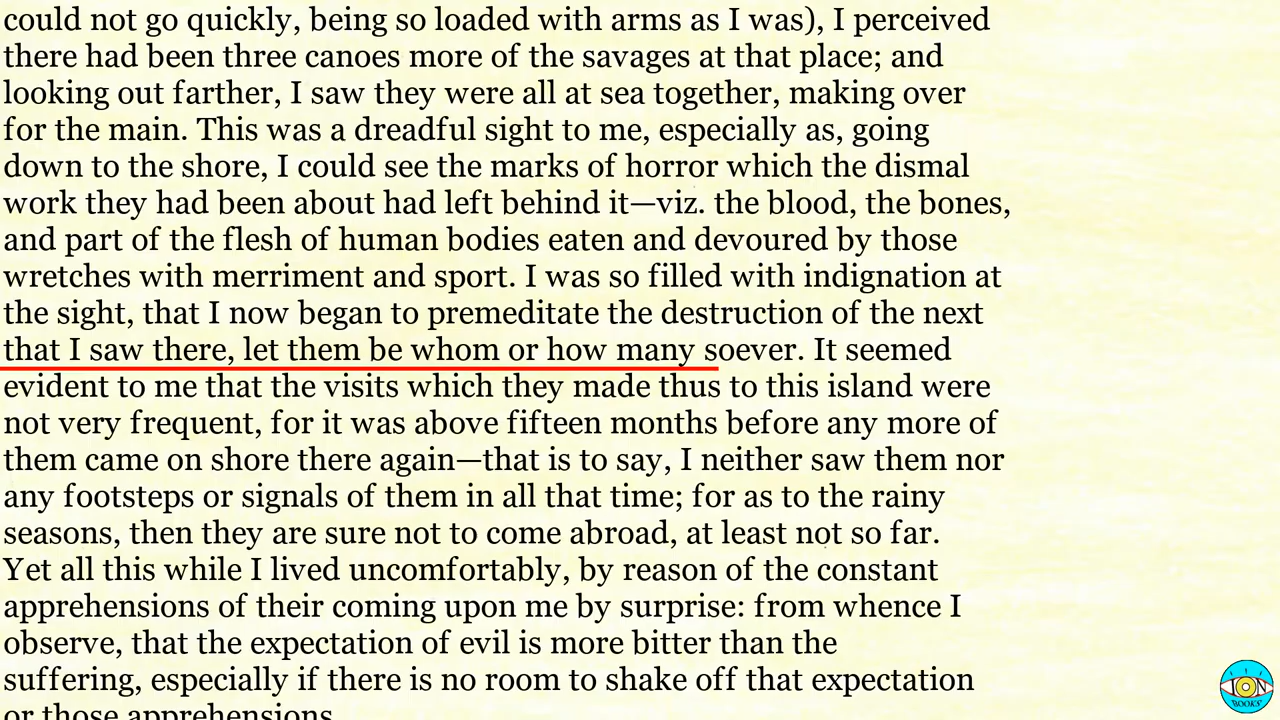 could not go quickly, being so loaded with arms as I was), I perceived
there had been three canoes more of the savages at that place; and
looking out farther, I saw they were all at sea together, making over
for the main. This was a dreadful sight to me, especially as, going
down to the shore, I could see the marks of horror which the dismal
work they had been about had left behind it—viz. the blood, the bones,
and part of the flesh of human bodies eaten and devoured by those
wretches with merriment and sport. I was so filled with indignation at
the sight, that I now began to premeditate the destruction of the next
that I saw there, let them be whom or how many soever. It seemed
evident to me that the visits which they made thus to this island were
not very frequent, for it was above fifteen months before any more of
them came on shore there again—that is to say, I neither saw them nor
any footsteps or signals of them in all that time; for as to the rainy
seasons, then they are sure not to come abroad, at least not so far.
Yet all this while I lived uncomfortably, by reason of the constant
apprehensions of their coming upon me by surprise: from whence I
observe, that the expectation of evil is more bitter than the
suffering, especially if there is no room to shake off that expectation
or those apprehensions.
ION
BOOKS